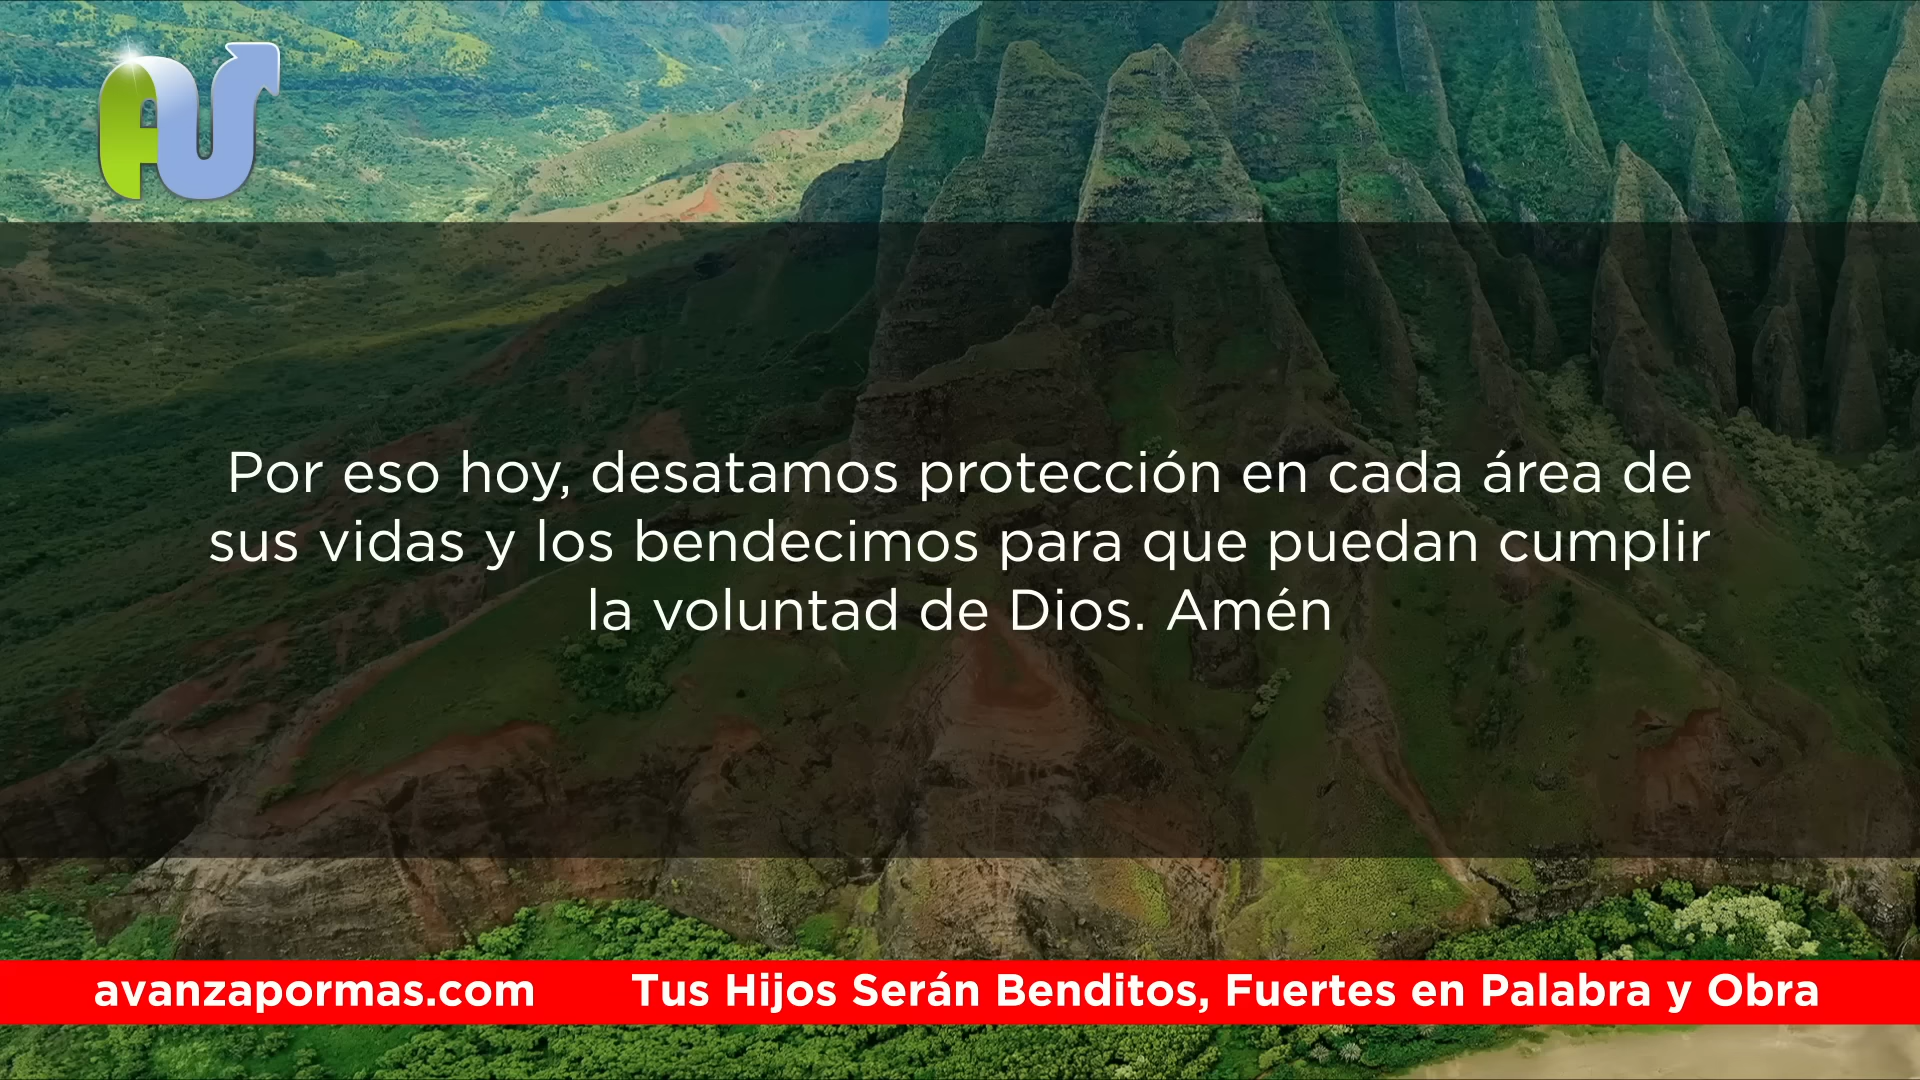 Por eso hoy, desatamos protección en cada área de
sus vidas y los bendecimos para que puedan cumplir
la voluntad de Dios. Amén
avanzapormas.com
Tus Hijos Serán Benditos, Fuertes en Palabra y Obra